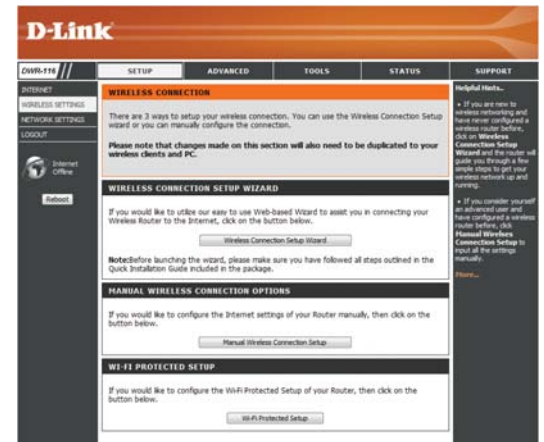 D-Link
DWR-116
SETUP ADVANCED TOOLS STATUS SUPPORT
INTERNET
WIRELESS SETTINGS
NETWORK SETTINGS
LOGOUT
Internet
Offline
Reboot
WIRELESS CONNECTION
There are 3 ways to setup your wireless connection. You can use the Wireless Connection Setup
wizard or you can manually configure the connection.
Please note that changes made on this section will also need to be duplicated to your
wireless clients and PC.
WIRELESS CONNECTION SETUP WIZARD
If you would like to utilize our easy to use Web-based Wizard to assist you in connecting your
Wireless Router to the Internet, click on the button below.
Wireless Connection Setup Wizard
Note:Before launching the wizard, please make sure you have followed all steps outlined in the
Quick Installation Guide included in the package.
MANUAL WIRELESS CONNECTION OPTIONS
If you would like to configure the Internet settings of your Router manually, then click on the
button below.
Manual Wireless Connection Setup
WI-FI PROTECTED SETUP
If you would like to configure the Wi-Fi Protected Setup of your Router, then click on the
button below.
Wi-Fi Protected Setup
Helpful Hints..
• If you are new to
wireless networking and
have never configured a
wireless router before,
click on Wireless
Connection Setup
Wizard and the router will
guide you through a few
simple steps to get your
wireless network up and
running.
• If you consider yourself
an advanced user and
have configured a wireless
router before, click
Manual Wireless
Connection Setup to
input all the settings
manually.
More...